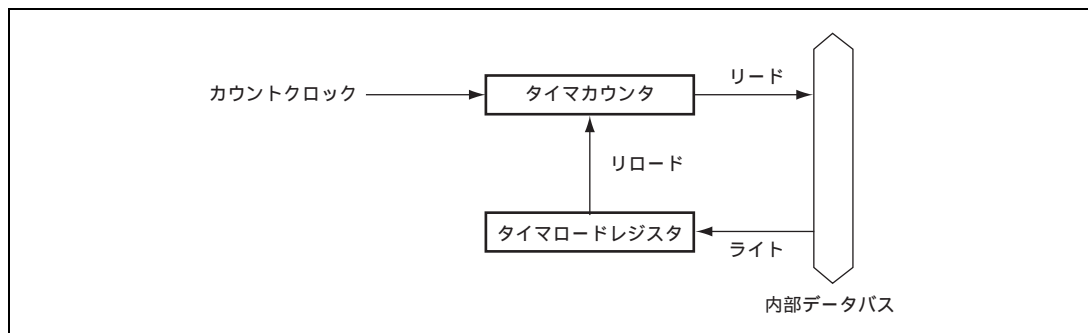 リード
カウントクロック
タイマカウンタ
リロード
タイマロードレジスタ
ライト
内部データバス